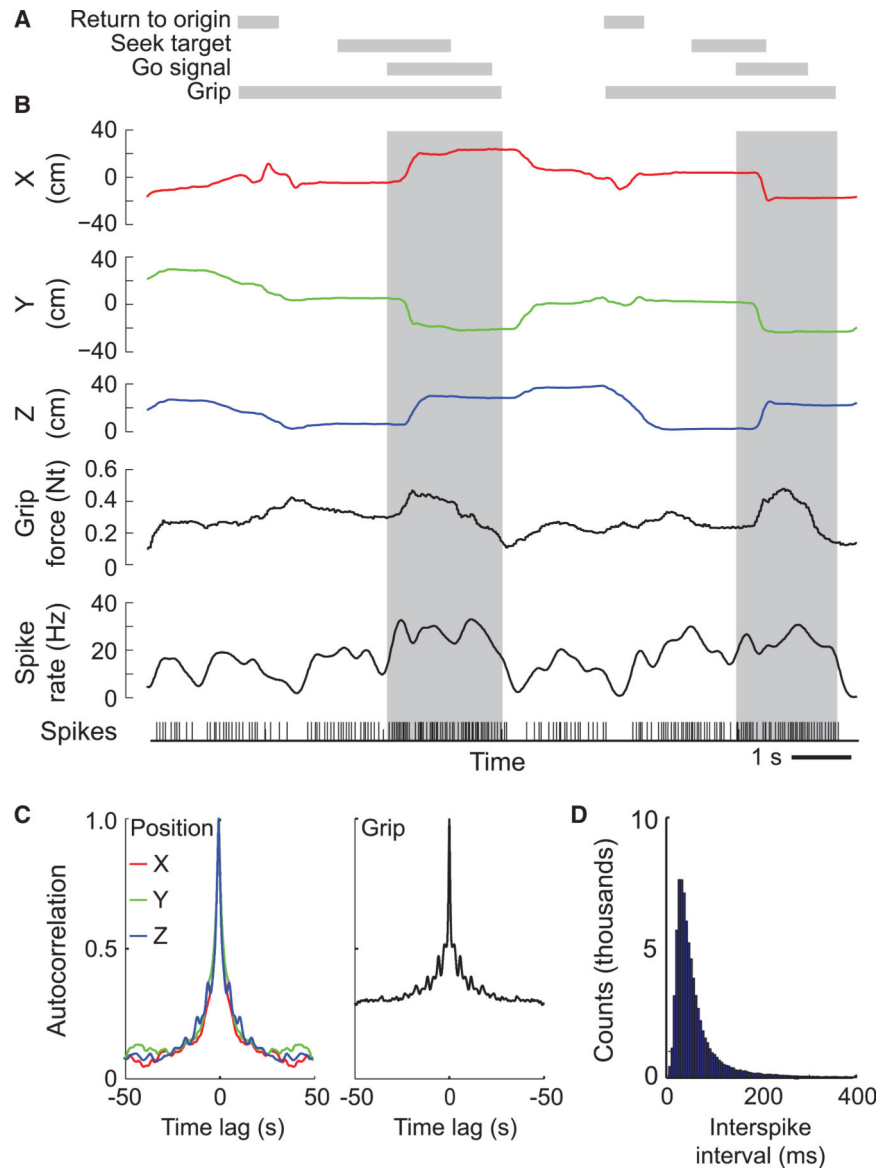 A
Return to origin
Seek target
Go signal
Grip
B
40
0
−40
X
(cm)
40
0
−40
Y
(cm)
40
0
Z
(cm)
0.6
0.4
0.2
0
Grip
force (Nt)
40
20
0
Spike
rate (Hz)
Spikes
Time
1 s
C
1.0
0.5
0
Autocorrelation
Position
X
Y
Z
-50
0
50
Time lag (s)
Grip
-50
0
-50
Time lag (s)
D
10
5
0
Counts (thousands)
0
200
400
Interspike
interval (ms)